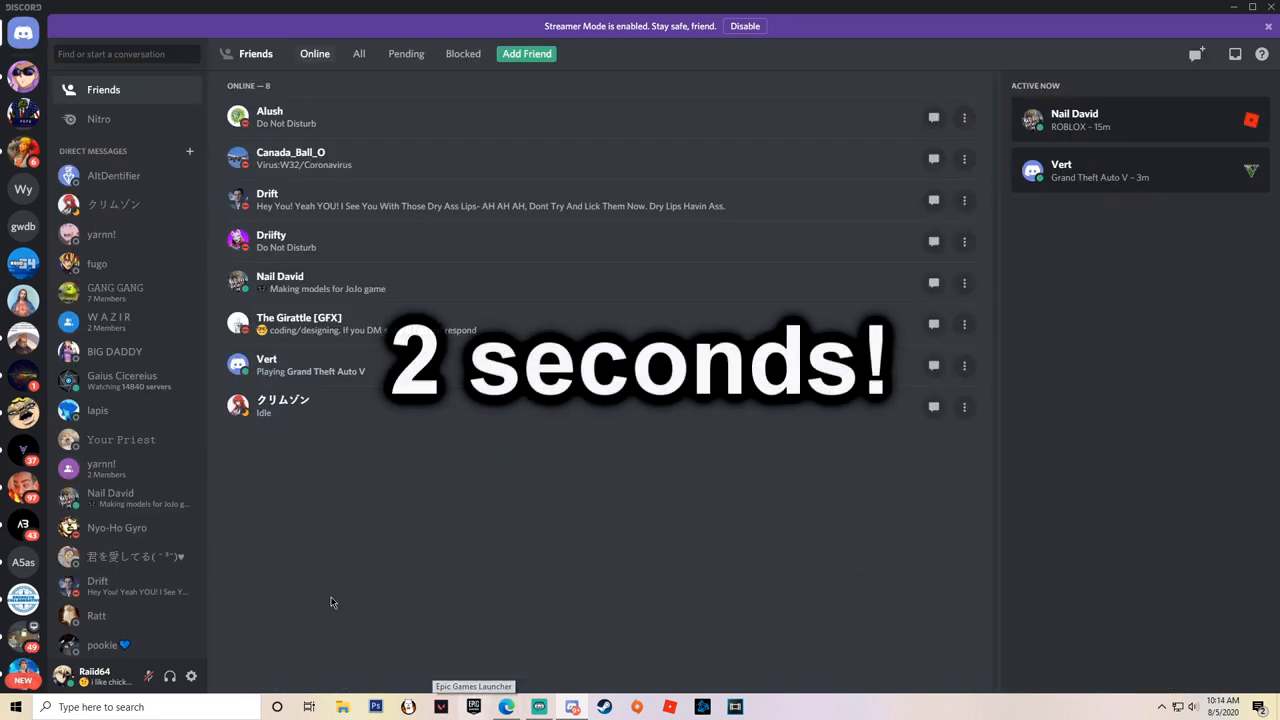 DISCORD
Streamer Mode is enabled. Stay safe, friend. Disable
Find or start a conversation
Friends Online All Pending Blocked Add Friend
Friends
Nitro
DIRECT MESSAGES +
AltDentifier
クリムゾン
yarnn!
fugo
GANG GANG
7 Members
W A Z I R
2 Members
BIG DADDY
Gaius Cicereius
Watching 14840 servers
lapis
Your Priest
yarnn!
2 Members
Nail David
Making models for JoJo g...
Nyo-Ho Gyro
君を愛してる( ˘ ³˘)♥
Drift
Hey You! Yeah YOU! I See Y...
Ratt
pookie 💙
Raiid64
i like chick...
6
Wy
gwdb
1
37
97
43
A5as
49
NEW
ONLINE — 8
Alush
Do Not Disturb
Canada_Ball_O
Virus:W32/Coronavirus
Drift
Hey You! Yeah YOU! I See You With Those Dry Ass Lips- AH AH AH, Dont Try And Lick Them Now. Dry Lips Havin Ass.
Driifty
Do Not Disturb
Nail David
Making models for JoJo game
The Girattle [GFX]
coding/designing. If you DM respond
Vert
Playing Grand Theft Auto V
クリムゾン
Idle
2 seconds!
ACTIVE NOW
Nail David
ROBLOX - 15m
Vert
Grand Theft Auto V - 3m
Epic Games Launcher
Type here to search
10:14 AM
8/5/2020
2